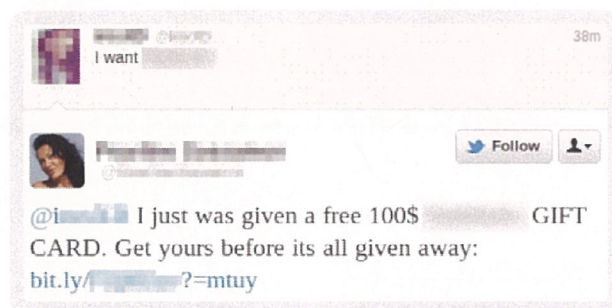 38m
I want
Follow
@i I just was given a free 100$ GIFT
CARD. Get yours before its all given away:
bit.ly/ ?=mtuy